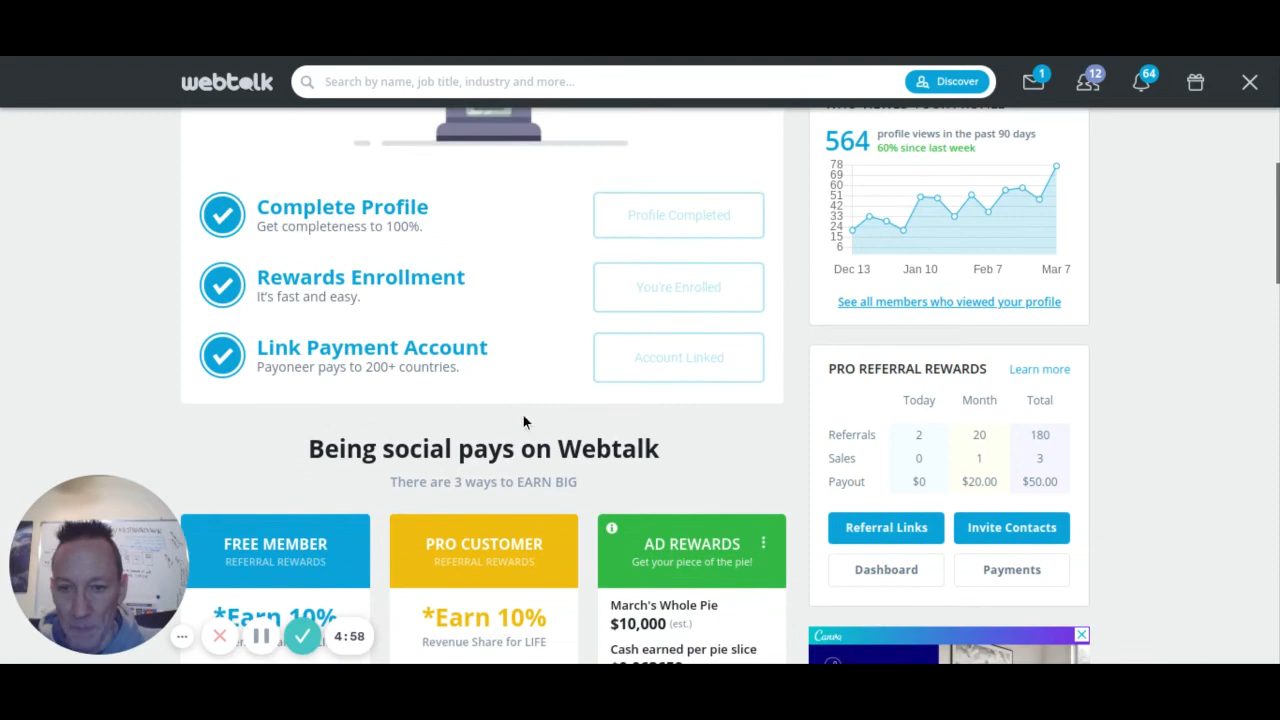 webtalk
Search by name, job title, industry and more...
Discover
1
12
64
564
profile views in the past 90 days
60% since last week
78
69
60
51
42
33
24
15
6
Dec 13 Jan 10 Feb 7 Mar 7
See all members who viewed your profile
Complete Profile
Get completeness to 100%.
Profile Completed
Rewards Enrollment
It's fast and easy.
You're Enrolled
Link Payment Account
Payoneer pays to 200+ countries.
Account Linked
PRO REFERRAL REWARDS Learn more
Today Month Total
Referrals 2 20 180
Sales 0 1 3
Payout $0 $20.00 $50.00
Referral Links
Invite Contacts
Dashboard
Payments
Being social pays on Webtalk
There are 3 ways to EARN BIG
FREE MEMBER
REFERRAL REWARDS
*Earn 10%
PRO CUSTOMER
REFERRAL REWARDS
*Earn 10%
Revenue Share for LIFE
AD REWARDS
Get your piece of the pie!
March's Whole Pie
$10,000 (est.)
Cash earned per pie slice
4:58
Canva